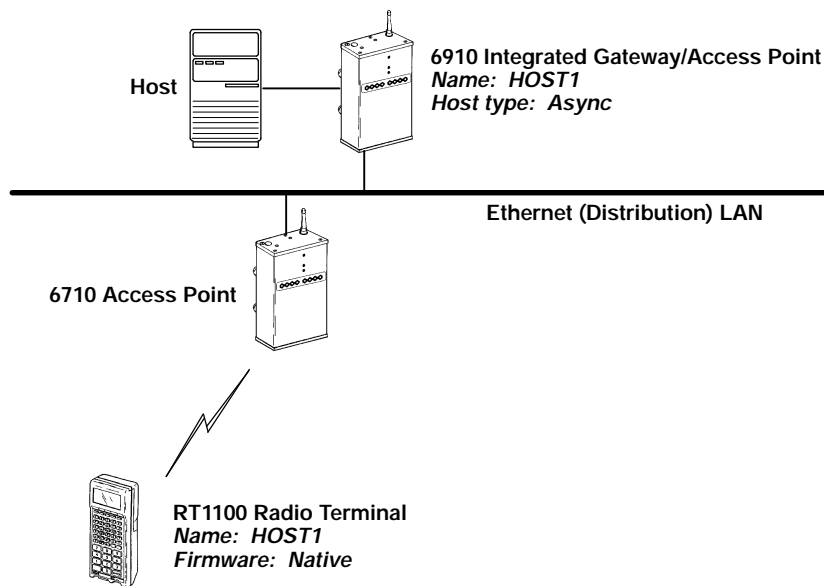 6910 Integrated Gateway/Access Point
Name: HOST1
Host type: Async
Host
Ethernet (Distribution) LAN
6710 Access Point
RT1100 Radio Terminal
Name: HOST1
Firmware: Native